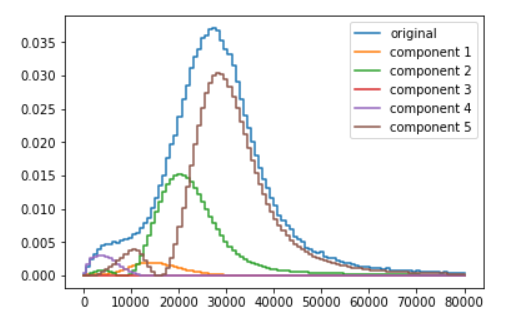 original
component 1
component 2
component 3
component 4
component 5
0.035
0.030
0.025
0.020
0.015
0.010
0.005
0.000
0 10000 20000 30000 40000 50000 60000 70000 80000